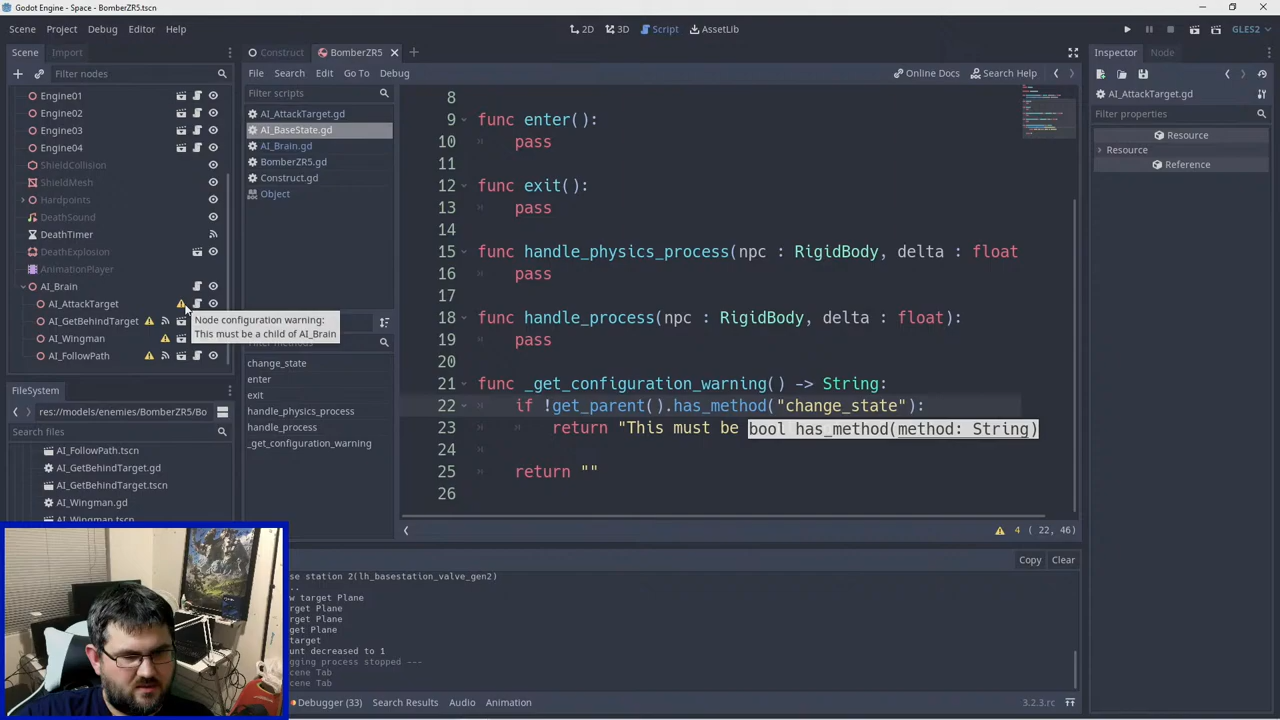 Godot Engine - Space - BomberZR5.tscn
Scene Project Debug Editor Help
2D 3D Script AssetLib
GLES2
Scene Import
Construct BomberZR5
Inspector Node
Filter nodes
File Search Edit Go To Debug
Online Docs Search Help
Filter scripts
AI_AttackTarget.gd
Filter properties
Resource
Resource
Reference
Engine01
Engine02
Engine03
Engine04
ShieldCollision
ShieldMesh
Hardpoints
DeathSound
DeathTimer
DeathExplosion
AnimationPlayer
AI_Brain
AI_AttackTarget
AI_GetBehindTarget
AI_Wingman
AI_FollowPath
Node configuration warning:
This must be a child of AI_Brain
AI_AttackTarget.gd
AI_BaseState.gd
AI_Brain.gd
BomberZR5.gd
Construct.gd
Object
change_state
enter
exit
handle_physics_process
handle_process
_get_configuration_warning
8
9 func enter():
10 pass
11
12 func exit():
13 pass
14
15 func handle_physics_process(npc : RigidBody, delta : float
16 pass
17
18 func handle_process(npc : RigidBody, delta : float):
19 pass
20
21 func _get_configuration_warning() -> String:
22 if !get_parent().has_method("change_state"):
23 return "This must be
bool has_method(method: String)
24
25 return ""
26
4 ( 22, 46)
FileSystem
res://models/enemies/BomberZR5/Bo
Search files
AI_FollowPath.tscn
AI_GetBehindTarget.gd
AI_GetBehindTarget.tscn
AI_Wingman.gd
AI_Wingman.tscn
Copy Clear
se station 2(lh_basestation_valve_gen2)
..
w target Plane
target Plane
target Plane
target Plane
target
ount decreased to 1
gging process stopped ---
cene Tab
cene Tab
Debugger (33) Search Results Audio Animation
3.2.3.rc